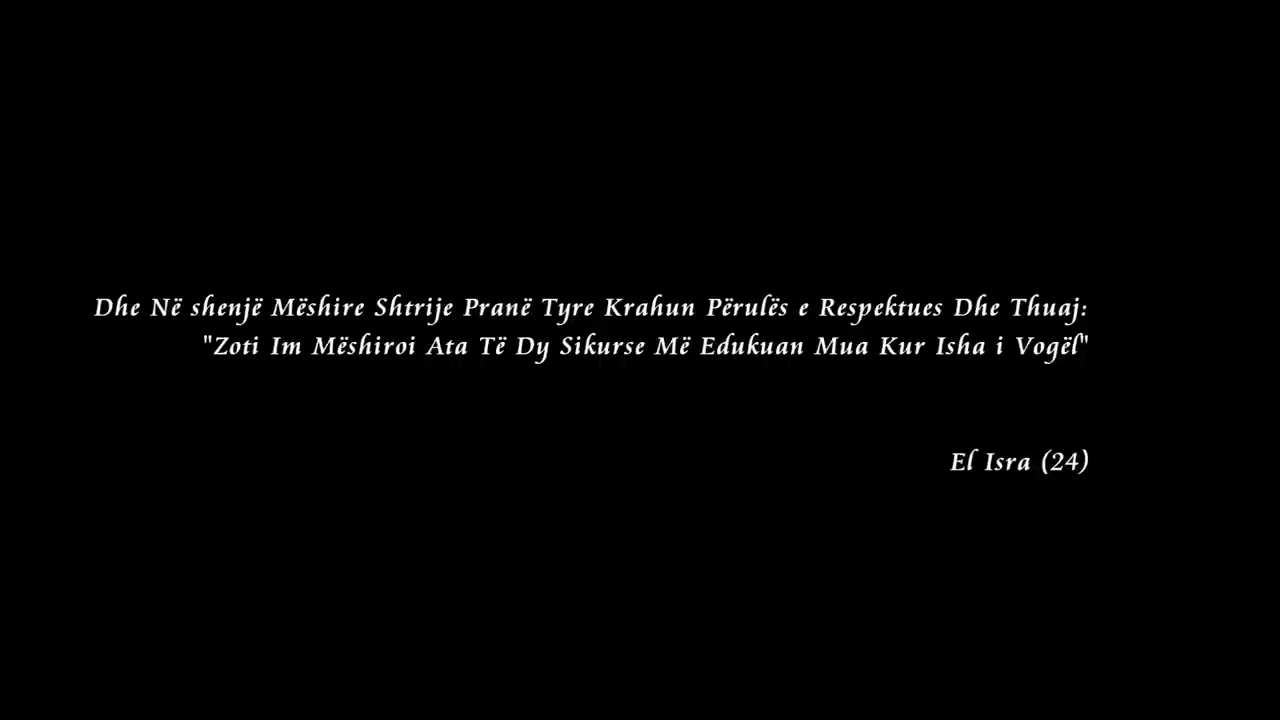 Dhe Në shenjë Mëshire Shtrije Pranë Tyre Krahun Përulës e Respektues Dhe Thuaj:
"Zoti Im Mëshiroi Ata Të Dy Sikurse Më Edukuan Mua Kur Isha i Vogël"
El Isra (24)